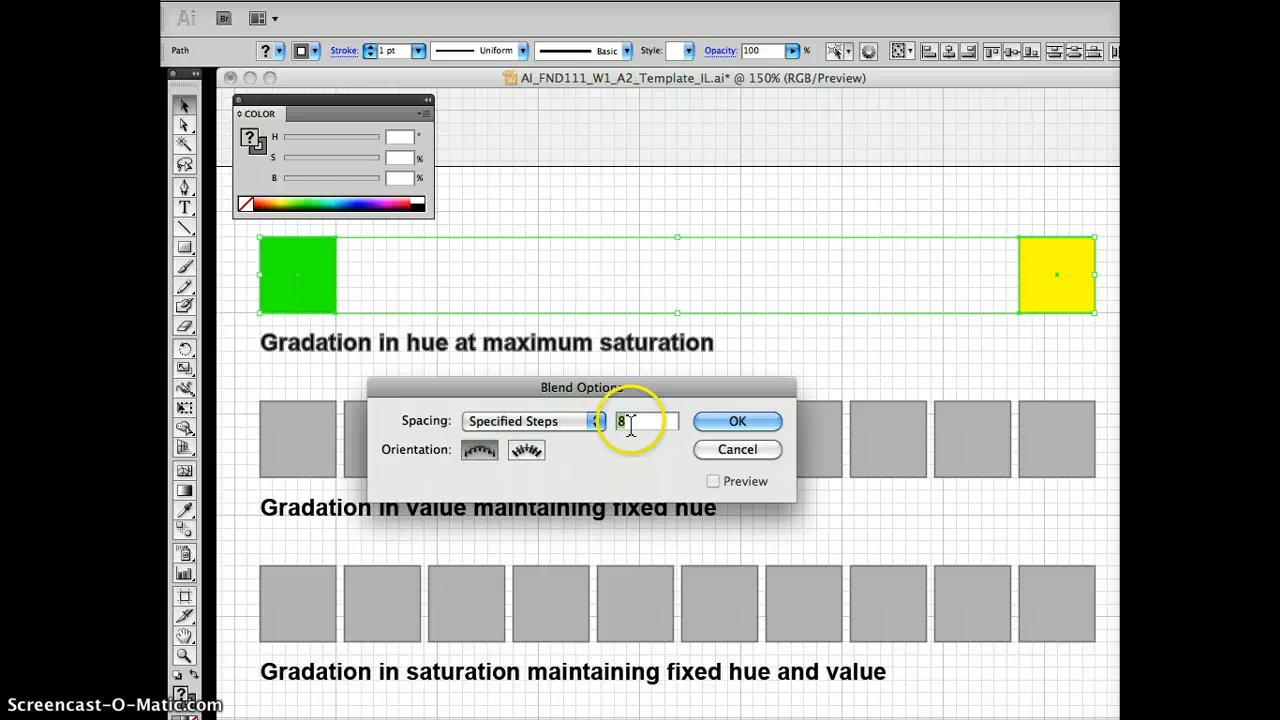 Ai Br
Path ? Stroke: 1 pt Uniform Basic Style: Opacity: 100 %
AI_FND111_W1_A2_Template_IL.ai* @ 150% (RGB/Preview)
COLOR
? H °
S %
B %
T
Gradation in hue at maximum saturation
Blend Options
Spacing: Specified Steps 8 OK
Orientation: Cancel
Preview
Gradation in value maintaining fixed hue
Gradation in saturation maintaining fixed hue and value
?
Screencast-O-Matic.com